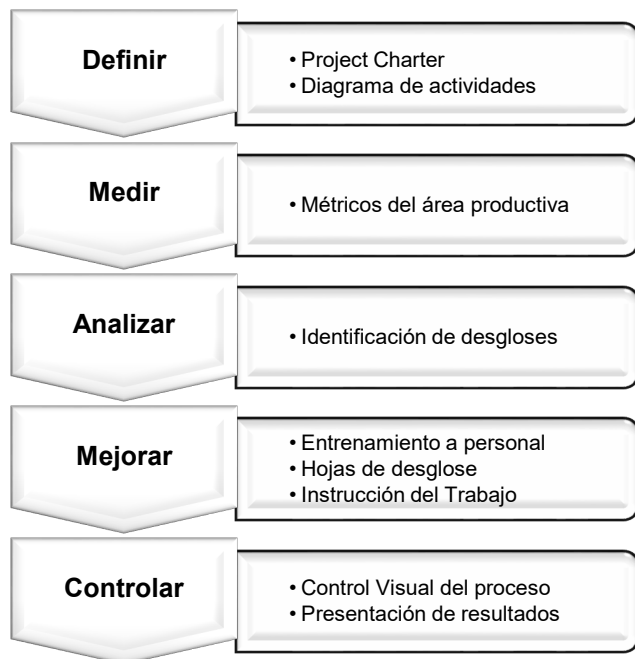 Definir
• Project Charter
• Diagrama de actividades
Medir
• Métricos del área productiva
Analizar
• Identificación de desgloses
Mejorar
• Entrenamiento a personal
• Hojas de desglose
• Instrucción del Trabajo
Controlar
• Control Visual del proceso
• Presentación de resultados